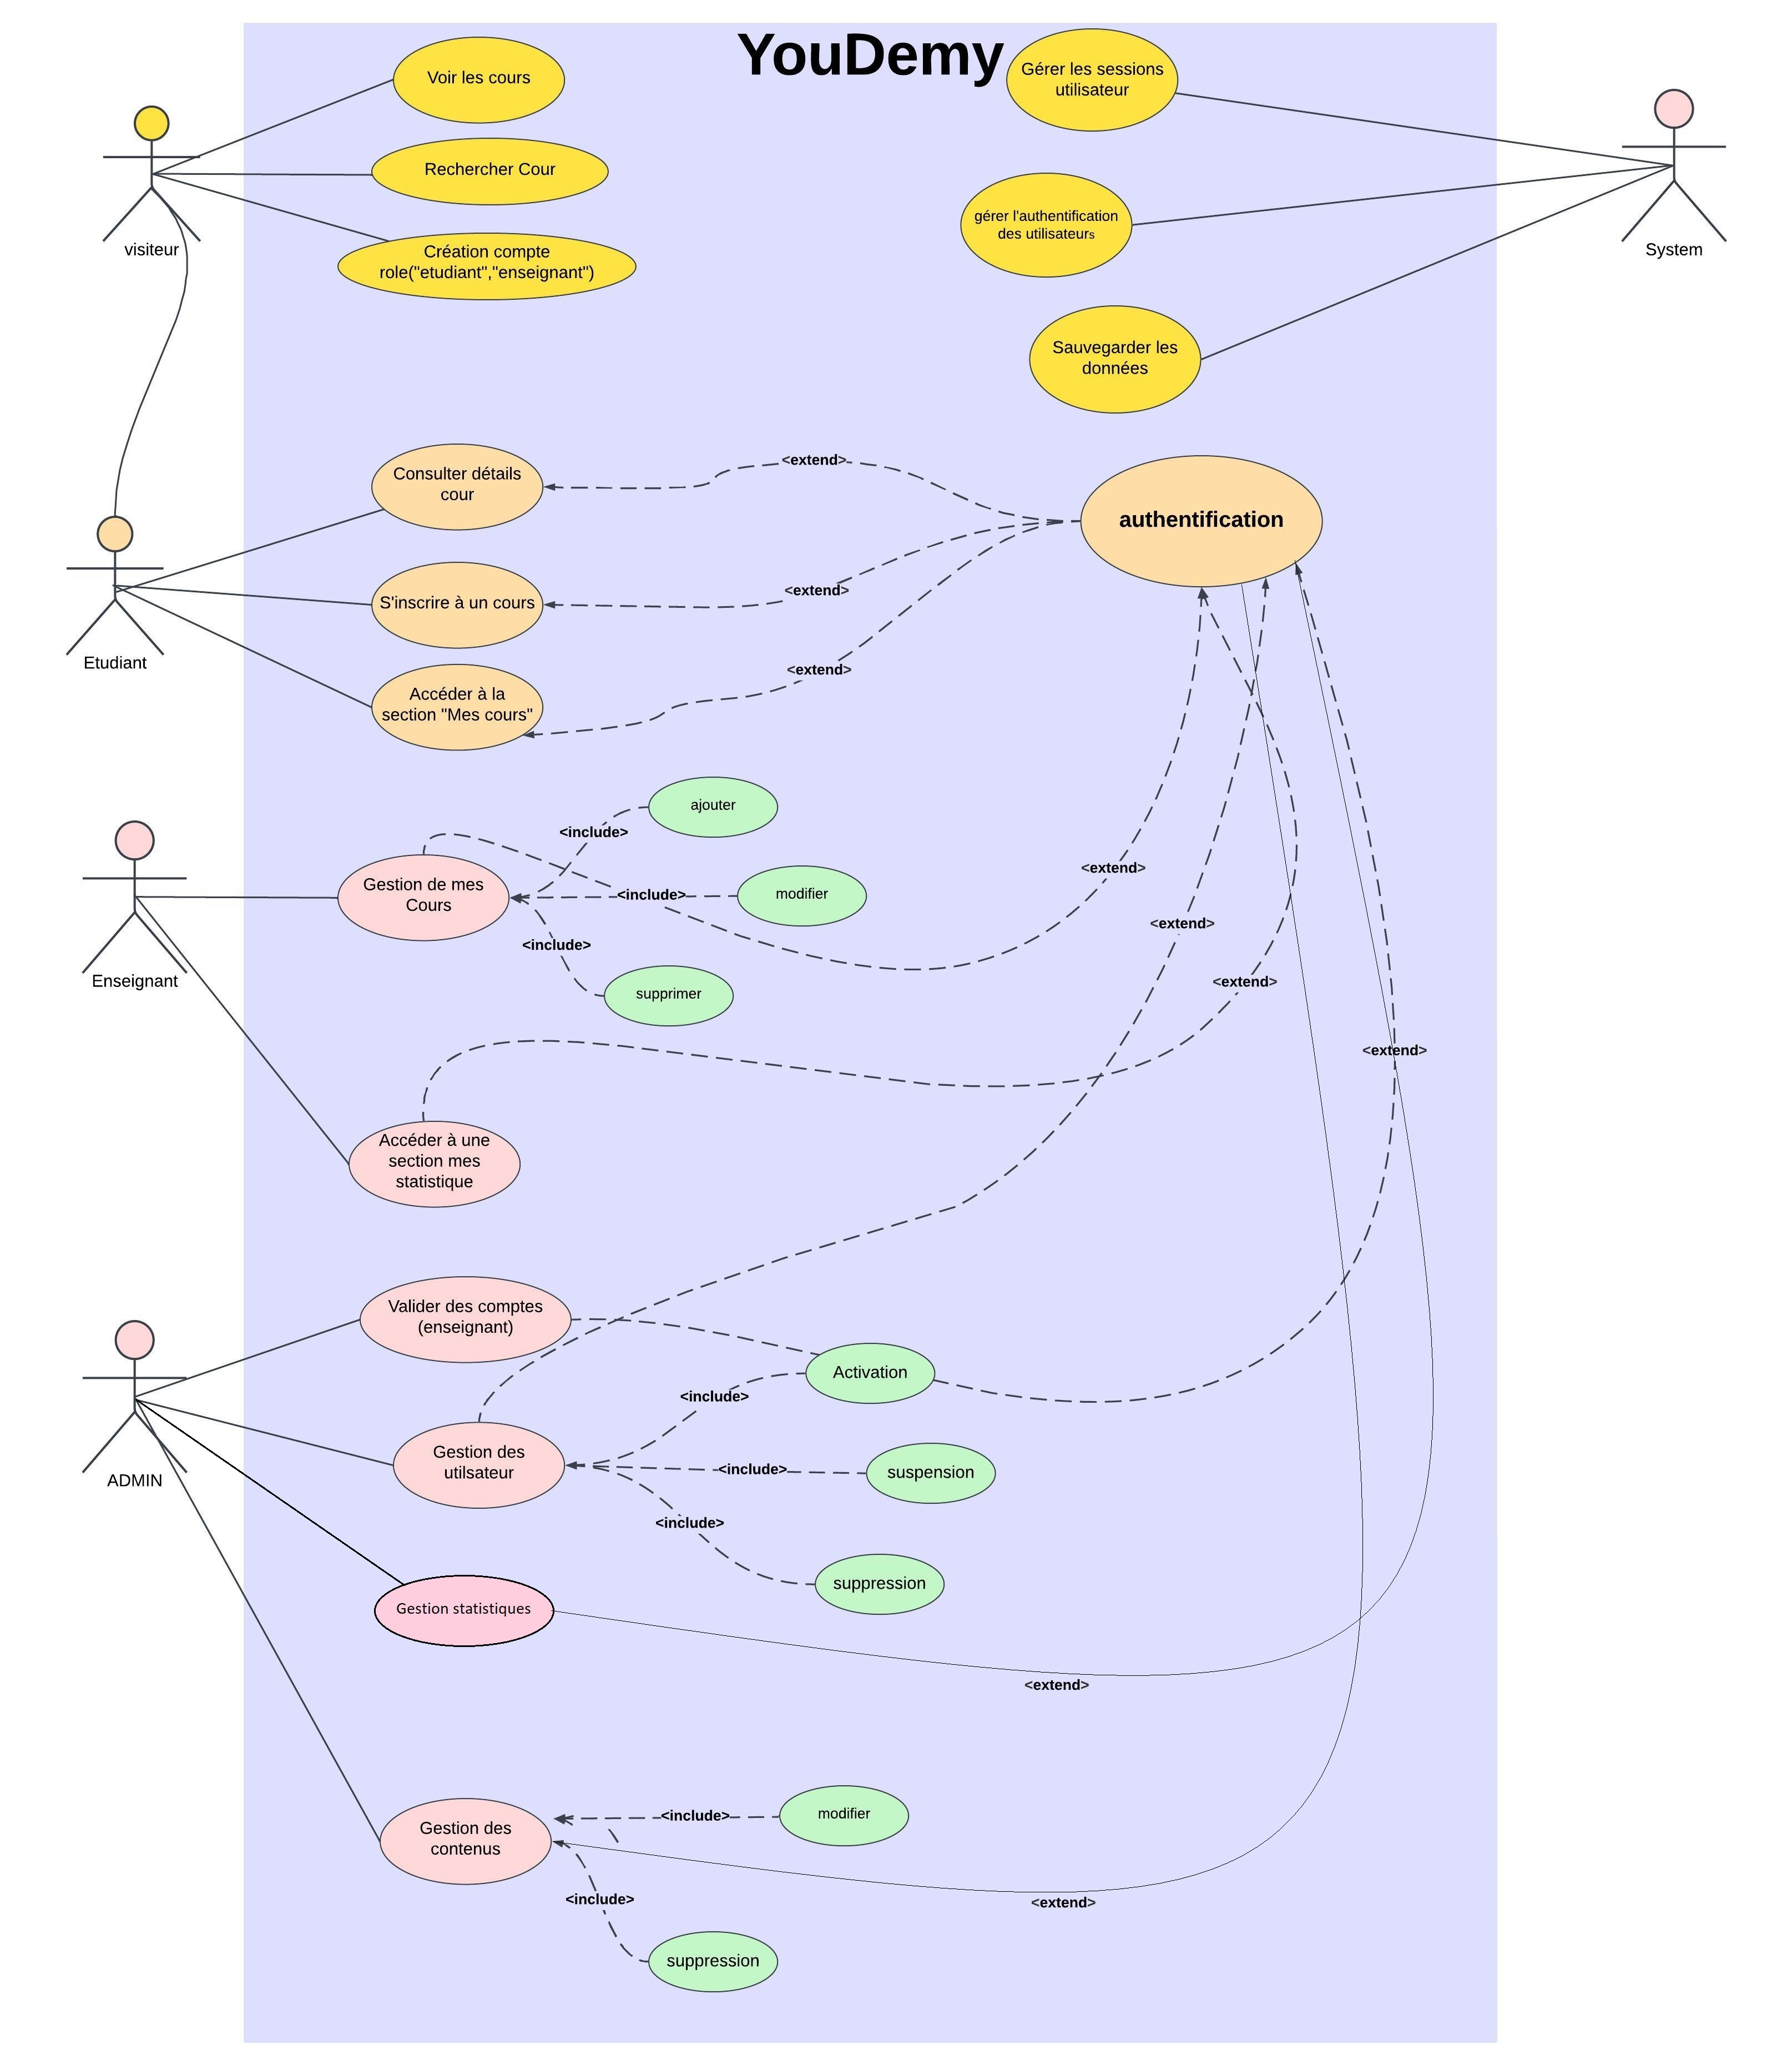 YouDemy
Voir les cours
Gérer les sessions
utilisateur
Rechercher Cour
gérer l'authentification
des utilisateurs
visiteur
System
Création compte
role("etudiant","enseignant")
Sauvegarder les
données
Consulter détails
cour
<extend>
authentification
S'inscrire à un cours
<extend>
Etudiant
<extend>
Accéder à la
section "Mes cours"
ajouter
<include>
<extend>
Gestion de mes
Cours
<include>
modifier
<extend>
<include>
Enseignant
supprimer
<extend>
<extend>
Accéder à une
section mes
statistique
Valider des comptes
(enseignant)
Activation
<include>
ADMIN
Gestion des
utilsateur
<include>
suspension
<include>
suppression
Gestion statistiques
<extend>
Gestion des
contenus
<include>
modifier
<include>
<extend>
suppression